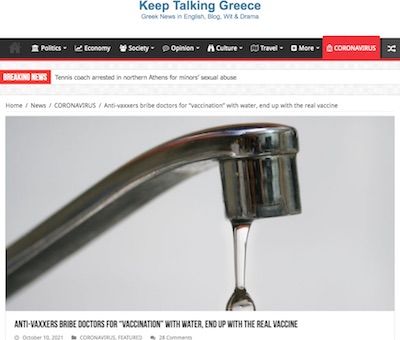 Keep Talking Greece
Greek News in English, Blog, Wit & Drama
Politics Economy Society Opinion Culture Travel More CORONAVIRUS
BREAKING NEWS Tennis coach arrested in northern Athens for minors' sexual abuse
Home / News / CORONAVIRUS / Anti-vaxxers bribe doctors for "vaccination" with water, end up with the real vaccine
ANTI-VAXXERS BRIBE DOCTORS FOR "VACCINATION" WITH WATER, END UP WITH THE REAL VACCINE
October 10, 2021 CORONAVIRUS, FEATURED 28 Comments